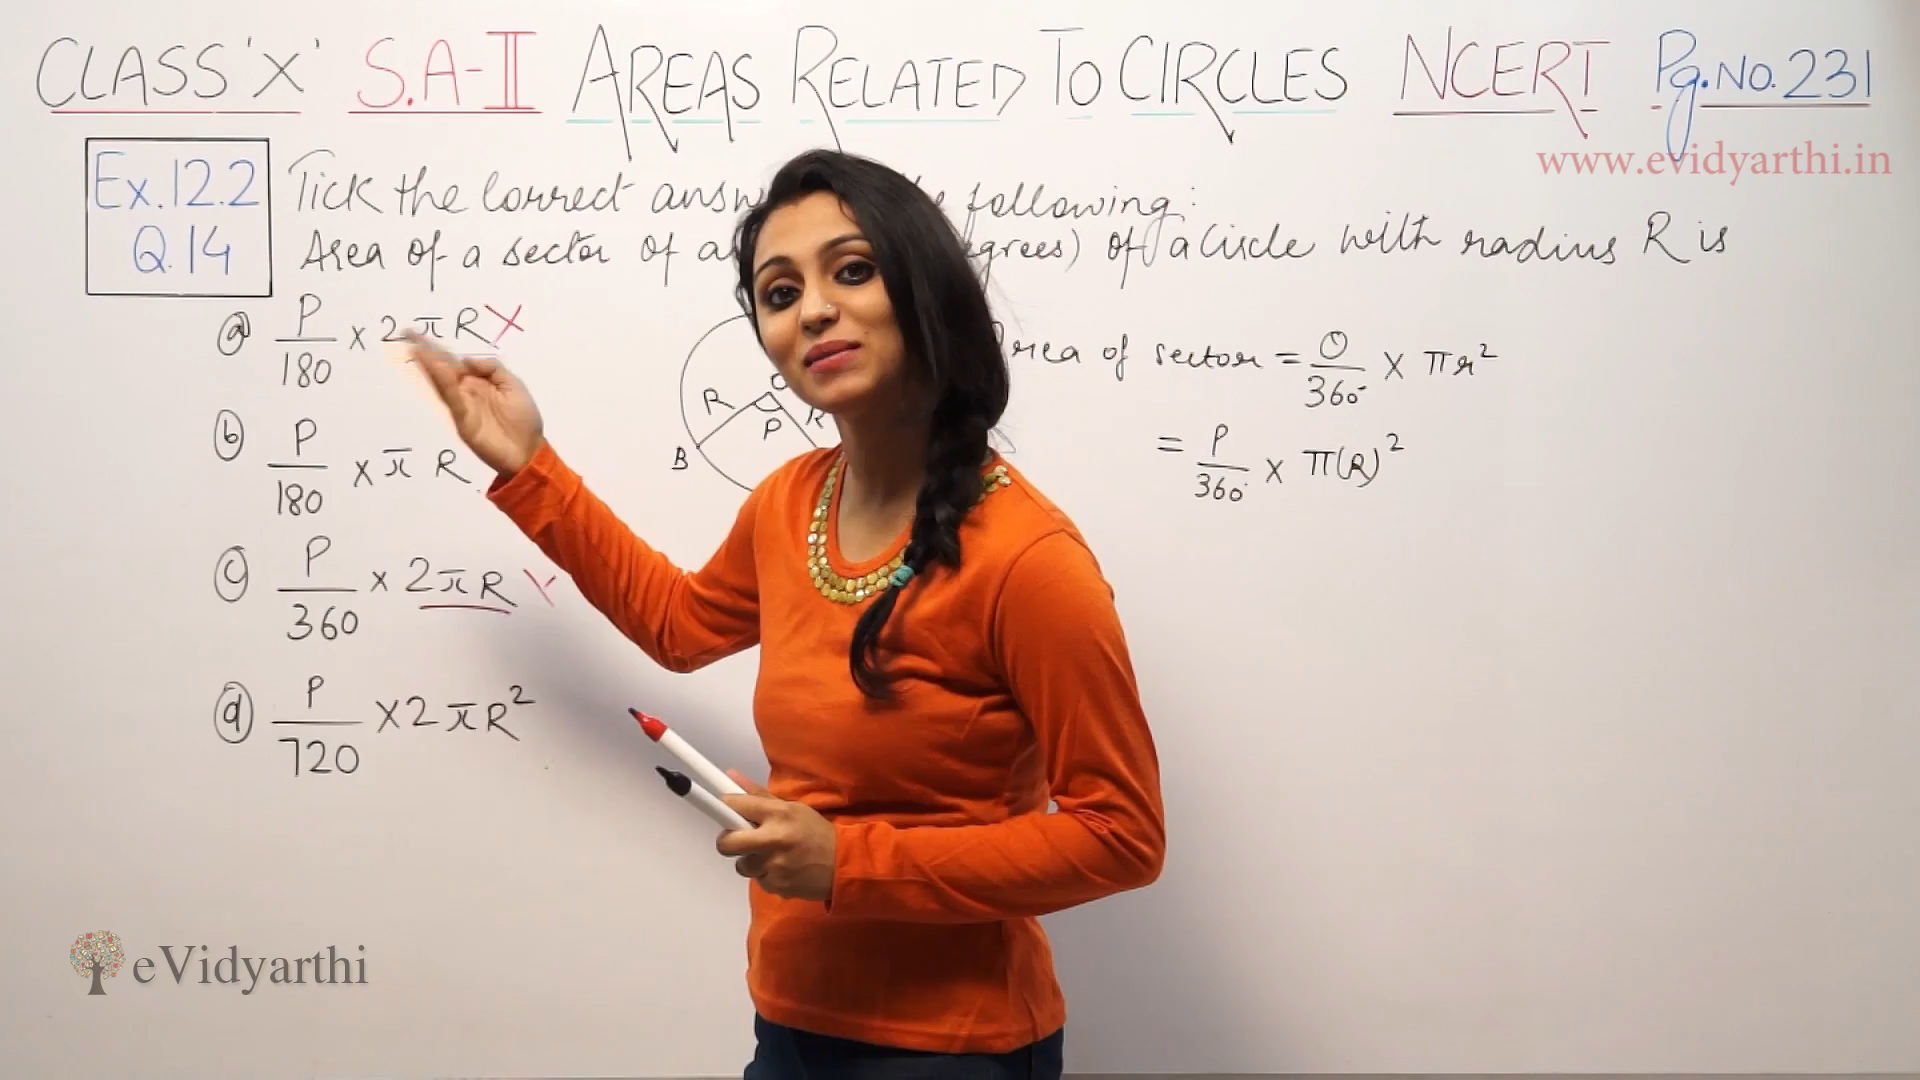 CLASS 'X' S.A-II AREAS RELATED TO CIRCLES NCERT Pg.No.231
www.evidyarthi.in
Ex.12.2
Q.14
Tick the correct following:
Area of a sector of of a circle with radius R is
a P/180 × 2πR X
b P/180 × π R
c P/360 × 2πR X
d P/720 × 2πR²
O
R
P
R
B
of sector = θ/360° × πr²
= P/360° × π(R)²
eVidyarthi